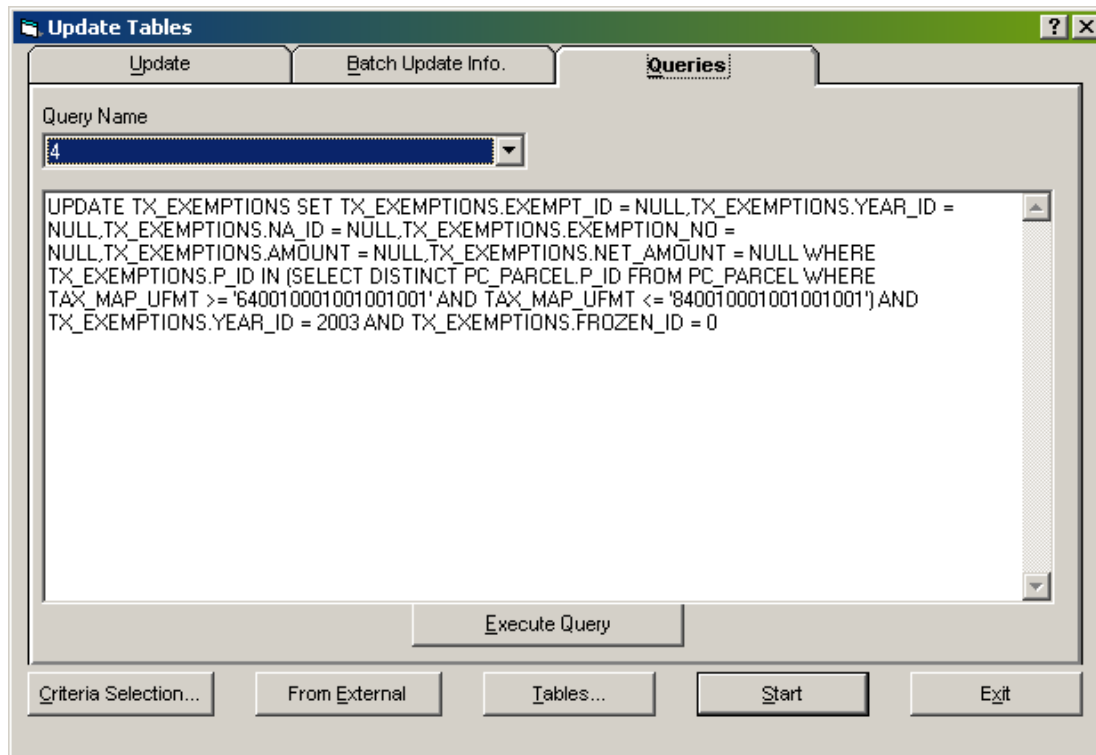 Update Tables
Update
Batch Update Info.
Queries
Query Name
4
UPDATE TX_EXEMPTIONS SET TX_EXEMPTIONS.EXEMPT_ID = NULL,TX_EXEMPTIONS.YEAR_ID =
NULL,TX_EXEMPTIONS.NA_ID = NULL,TX_EXEMPTIONS.EXEMPTION_NO =
NULL,TX_EXEMPTIONS.AMOUNT = NULL,TX_EXEMPTIONS.NET_AMOUNT = NULL WHERE
TX_EXEMPTIONS.P_ID IN (SELECT DISTINCT PC_PARCEL.P_ID FROM PC_PARCEL WHERE
TAX_MAP_UFMT >= '6400100001001001001' AND TAX_MAP_UFMT <= '8400100001001001001') AND
TX_EXEMPTIONS.YEAR_ID = 2003 AND TX_EXEMPTIONS.FROZEN_ID = 0
Execute Query
Criteria Selection...
From External
Tables...
Start
Exit